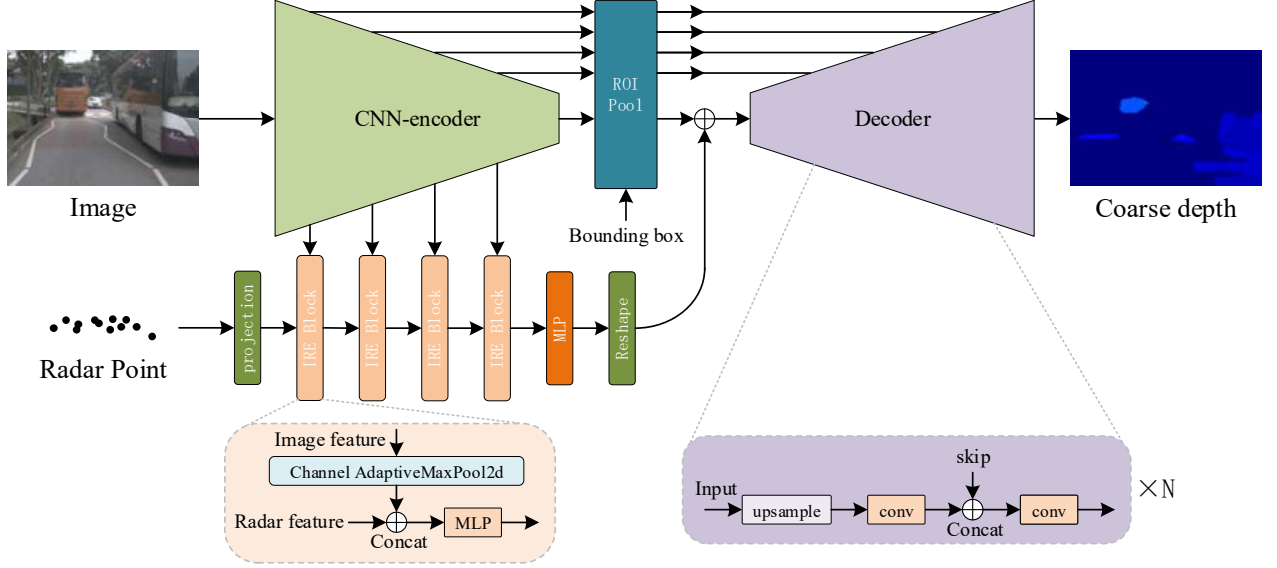 ROI
Pool
CNN-encoder
Decoder
Image
Coarse depth
Bounding box
projection
IRE Block
IRE Block
IRE Block
IRE Block
MLP
Reshape
Radar Point
Image feature
Channel AdaptiveMaxPool2d
Radar feature
Concat
MLP
skip
Input
upsample
conv
Concat
conv
×N